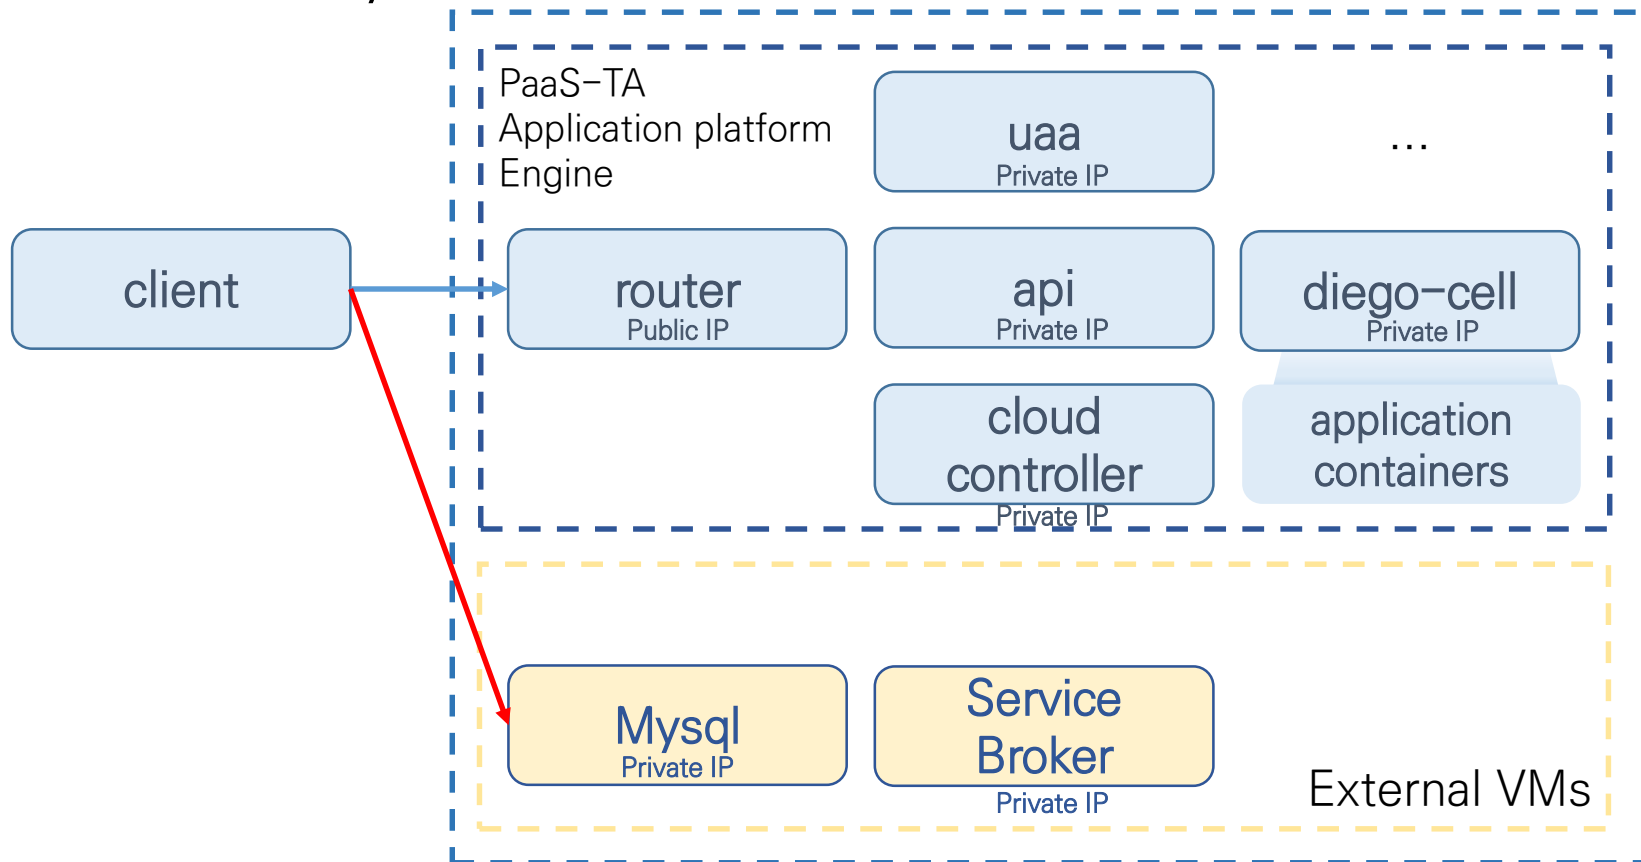 PaaS-TA
Application platform
Engine
uaa
Private IP
...
client
router
Public IP
api
Private IP
diego-cell
Private IP
cloud
controller
Private IP
application
containers
Mysql
Private IP
Service
Broker
Private IP
External VMs